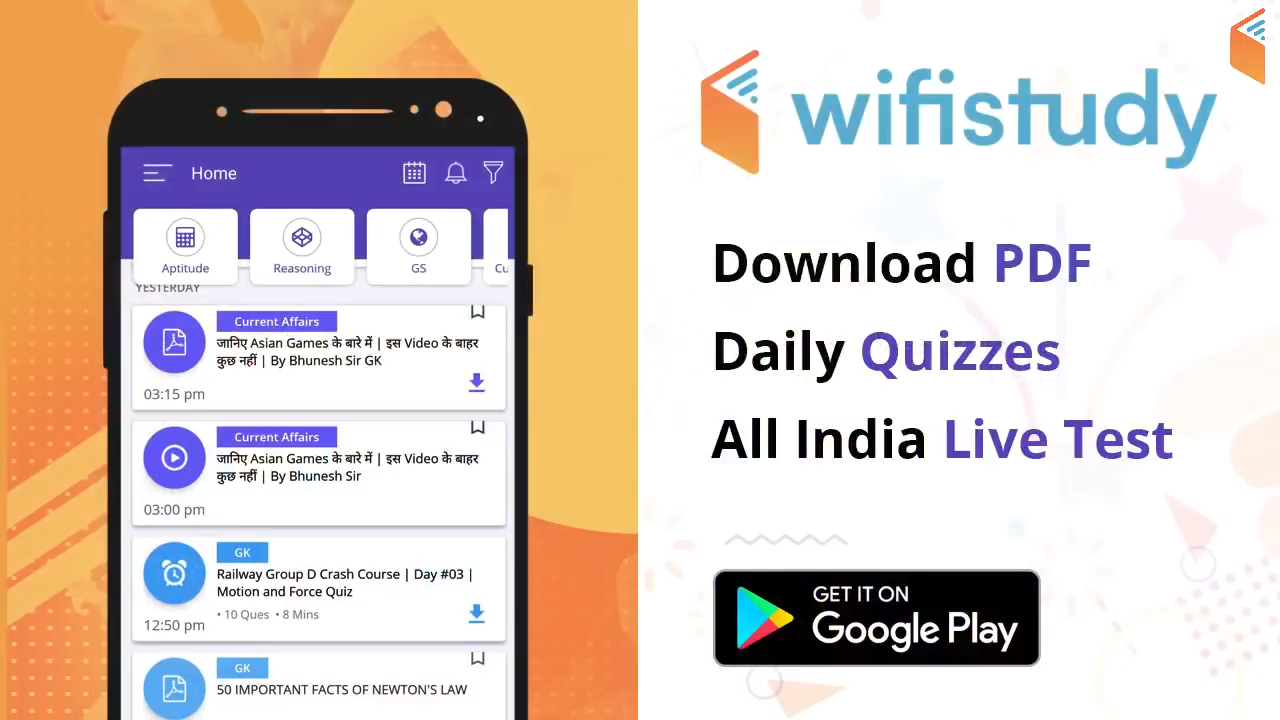 Home
Aptitude
Reasoning
GS
Cu
YESTERDAY
Current Affairs
जानिए Asian Games के बारे में | इस Video के बाहर
कुछ नहीं | By Bhunesh Sir GK
03:15 pm
Current Affairs
जानिए Asian Games के बारे में | इस Video के बाहर
कुछ नहीं | By Bhunesh Sir
03:00 pm
GK
Railway Group D Crash Course | Day #03 |
Motion and Force Quiz
• 10 Ques • 8 Mins
12:50 pm
GK
50 IMPORTANT FACTS OF NEWTON'S LAW
wifistudy
Download PDF
Daily Quizzes
All India Live Test
GET IT ON
Google Play